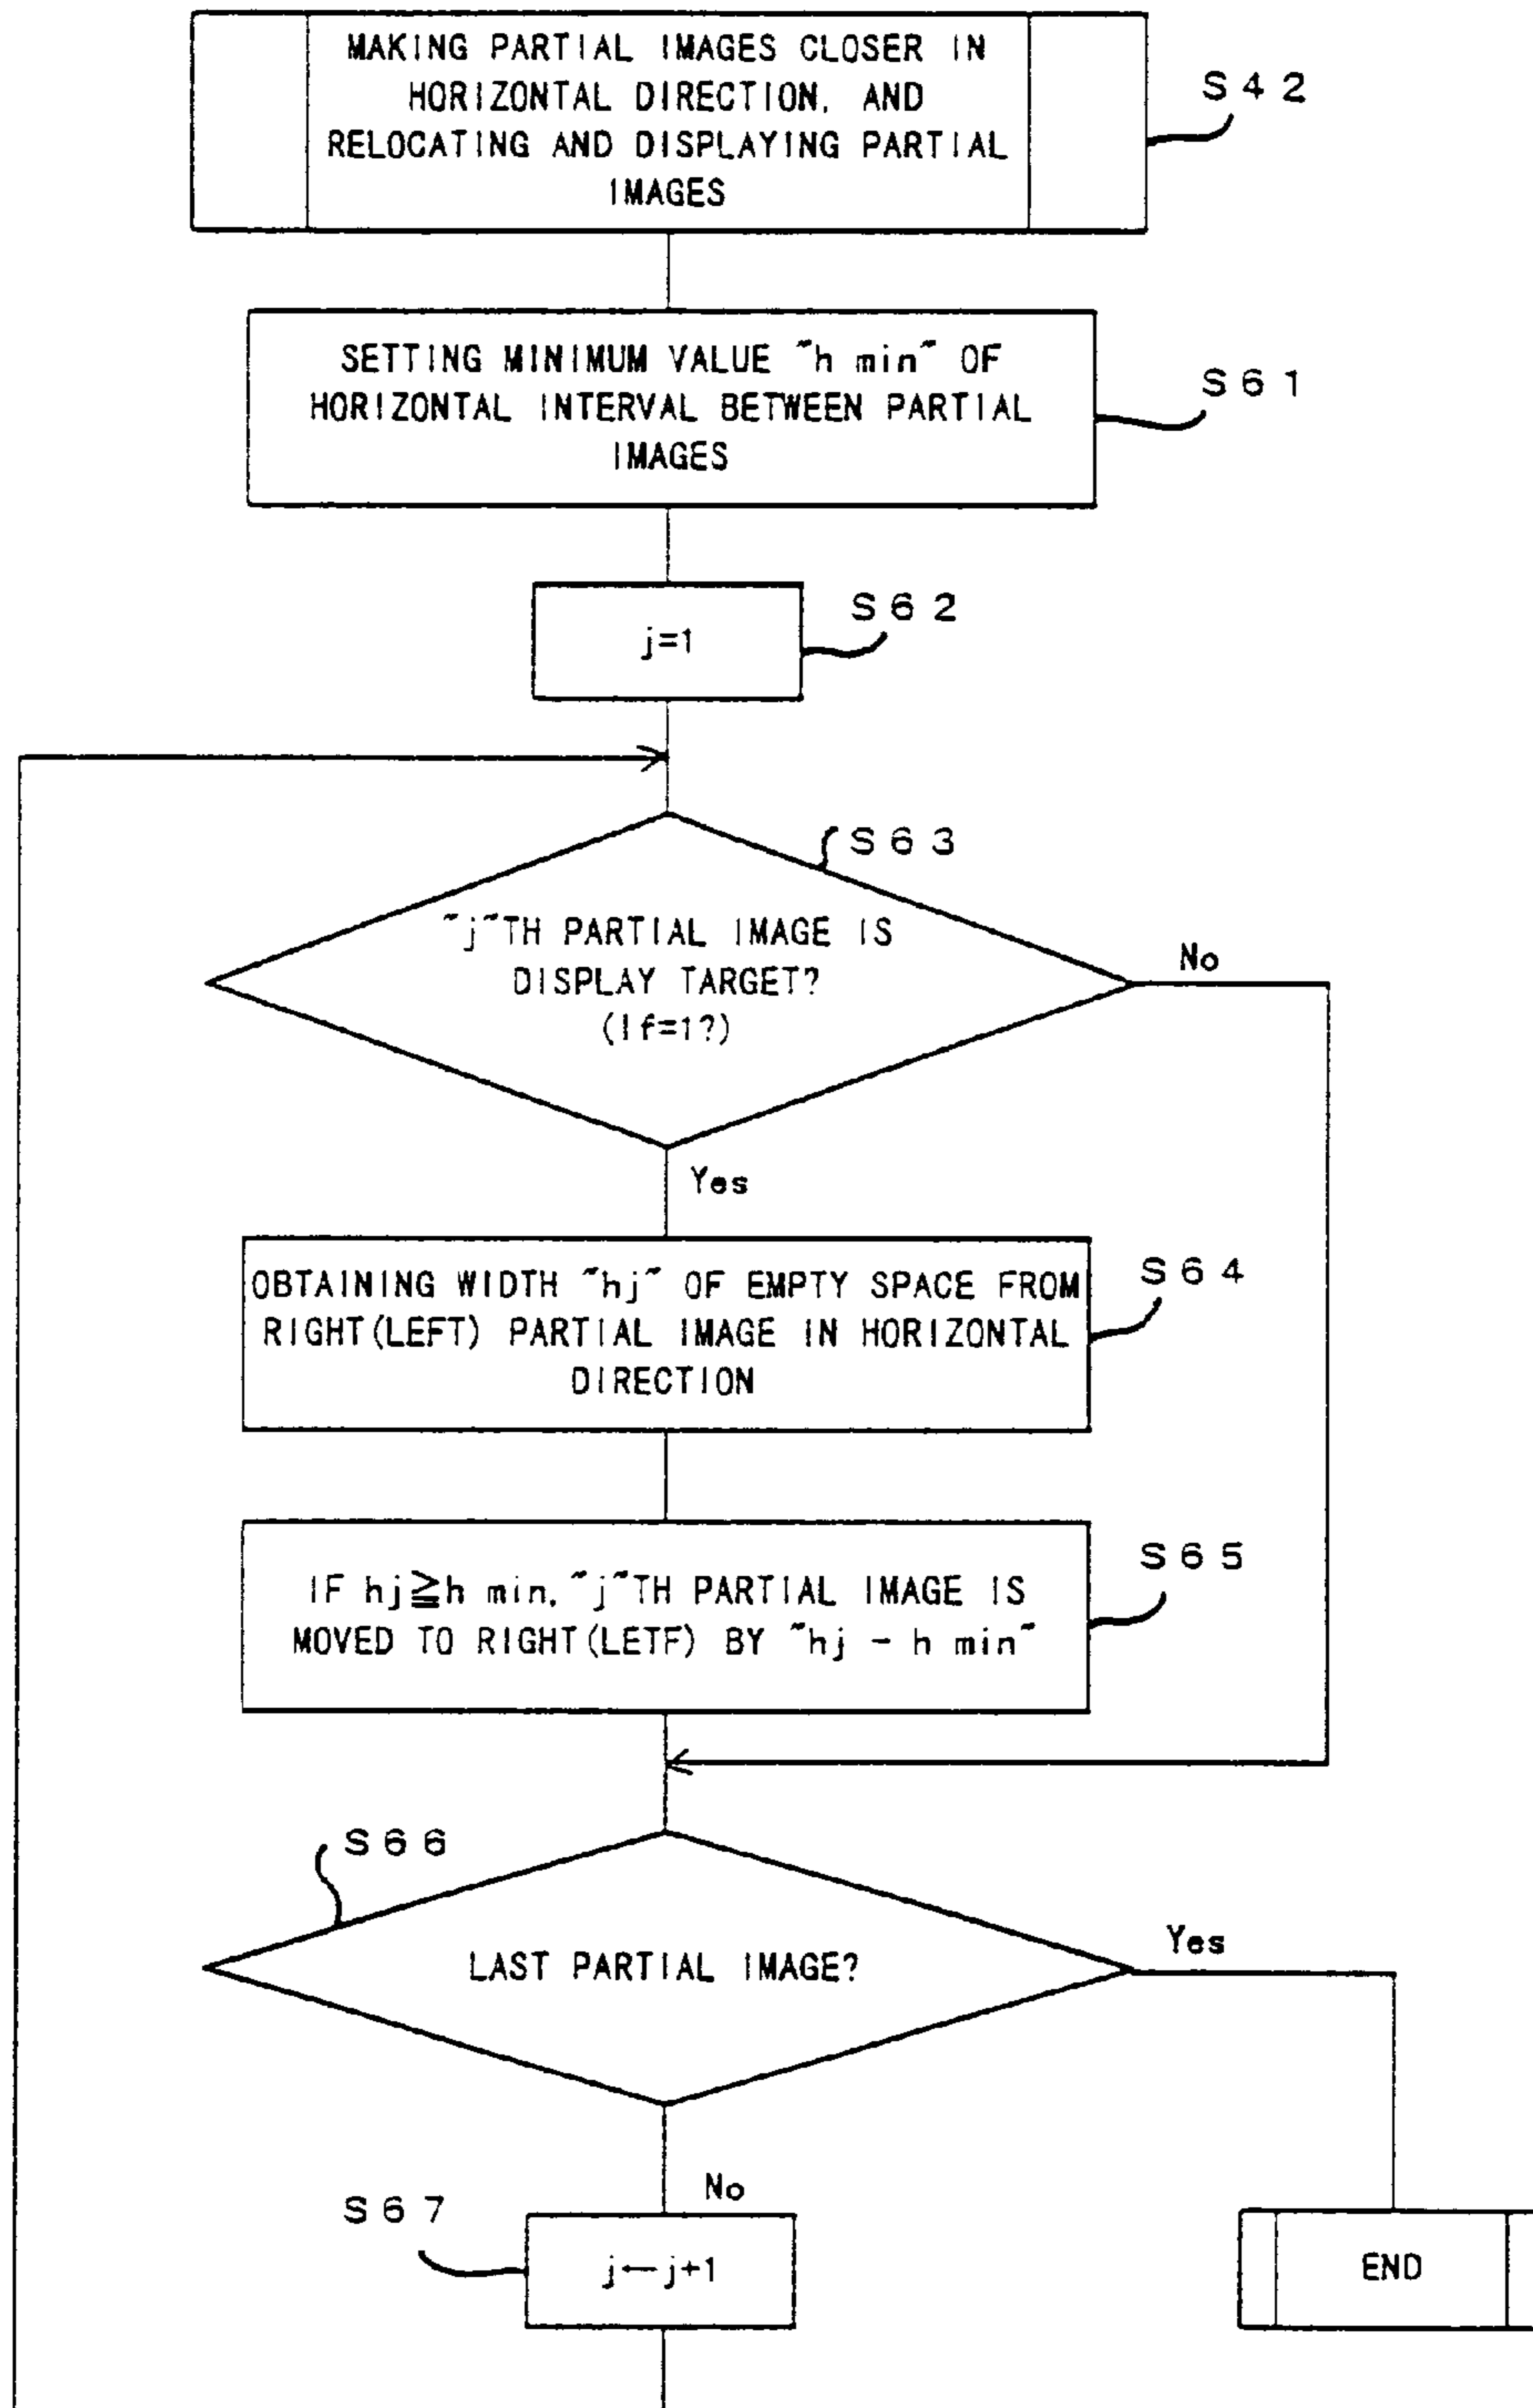 MAKING PARTIAL IMAGES CLOSER IN
HORIZONTAL DIRECTION, AND
RELOCATING AND DISPLAYING PARTIAL
IMAGES
S42
SETTING MINIMUM VALUE "h min" OF
HORIZONTAL INTERVAL BETWEEN PARTIAL
IMAGES
S61
j=1
S62
S63
"j"TH PARTIAL IMAGE IS
DISPLAY TARGET?
(If=1?)
No
Yes
OBTAINING WIDTH "hj" OF EMPTY SPACE FROM
RIGHT(LEFT) PARTIAL IMAGE IN HORIZONTAL
DIRECTION
S64
IF hj≧h min, "j"TH PARTIAL IMAGE IS
MOVED TO RIGHT(LETF) BY "hj - h min"
S65
S66
LAST PARTIAL IMAGE?
Yes
No
S67
j←j+1
END